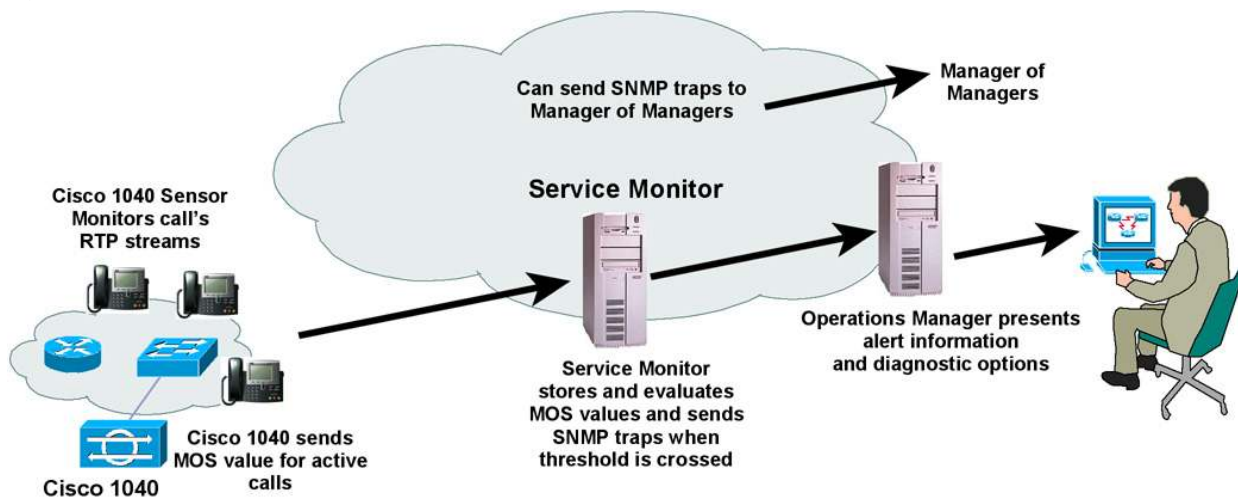 Can send SNMP traps to
Manager of Managers
Manager of
Managers
Cisco 1040 Sensor
Monitors call's
RTP streams
Service Monitor
Operations Manager presents
alert information
and diagnostic options
Service Monitor
stores and evaluates
MOS values and sends
SNMP traps when
threshold is crossed
Cisco 1040 sends
MOS value for active
calls
Cisco 1040